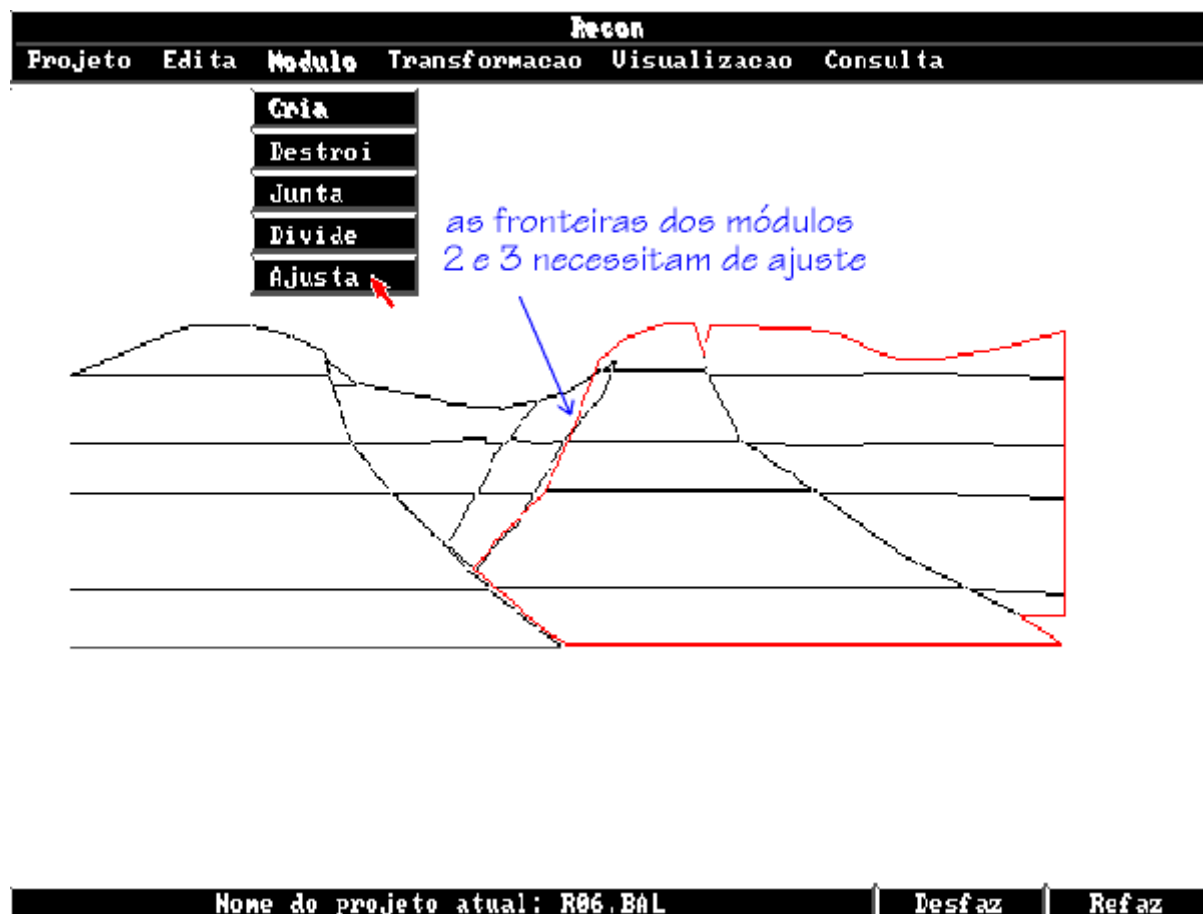 Recon
Projeto Edita Modulo Transformacao Visualizacao Consulta
Cria
Destroi
Junta
Divide
Ajusta
as fronteiras dos módulos
2 e 3 necessitam de ajuste
Nome do projeto atual: R06.BAL Desfaz Refaz